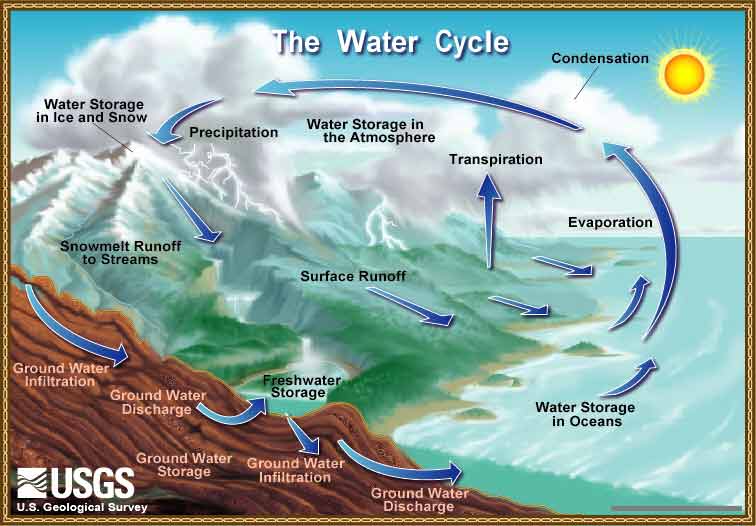 The Water Cycle
Condensation
Water Storage
in Ice and Snow
Precipitation
Water Storage in
the Atmosphere
Transpiration
Evaporation
Snowmelt Runoff
to Streams
Surface Runoff
Ground Water
Infiltration
Ground Water
Discharge
Freshwater
Storage
Water Storage
in Oceans
Ground Water
Storage
Ground Water
Infiltration
Ground Water
Discharge
USGS
U.S. Geological Survey